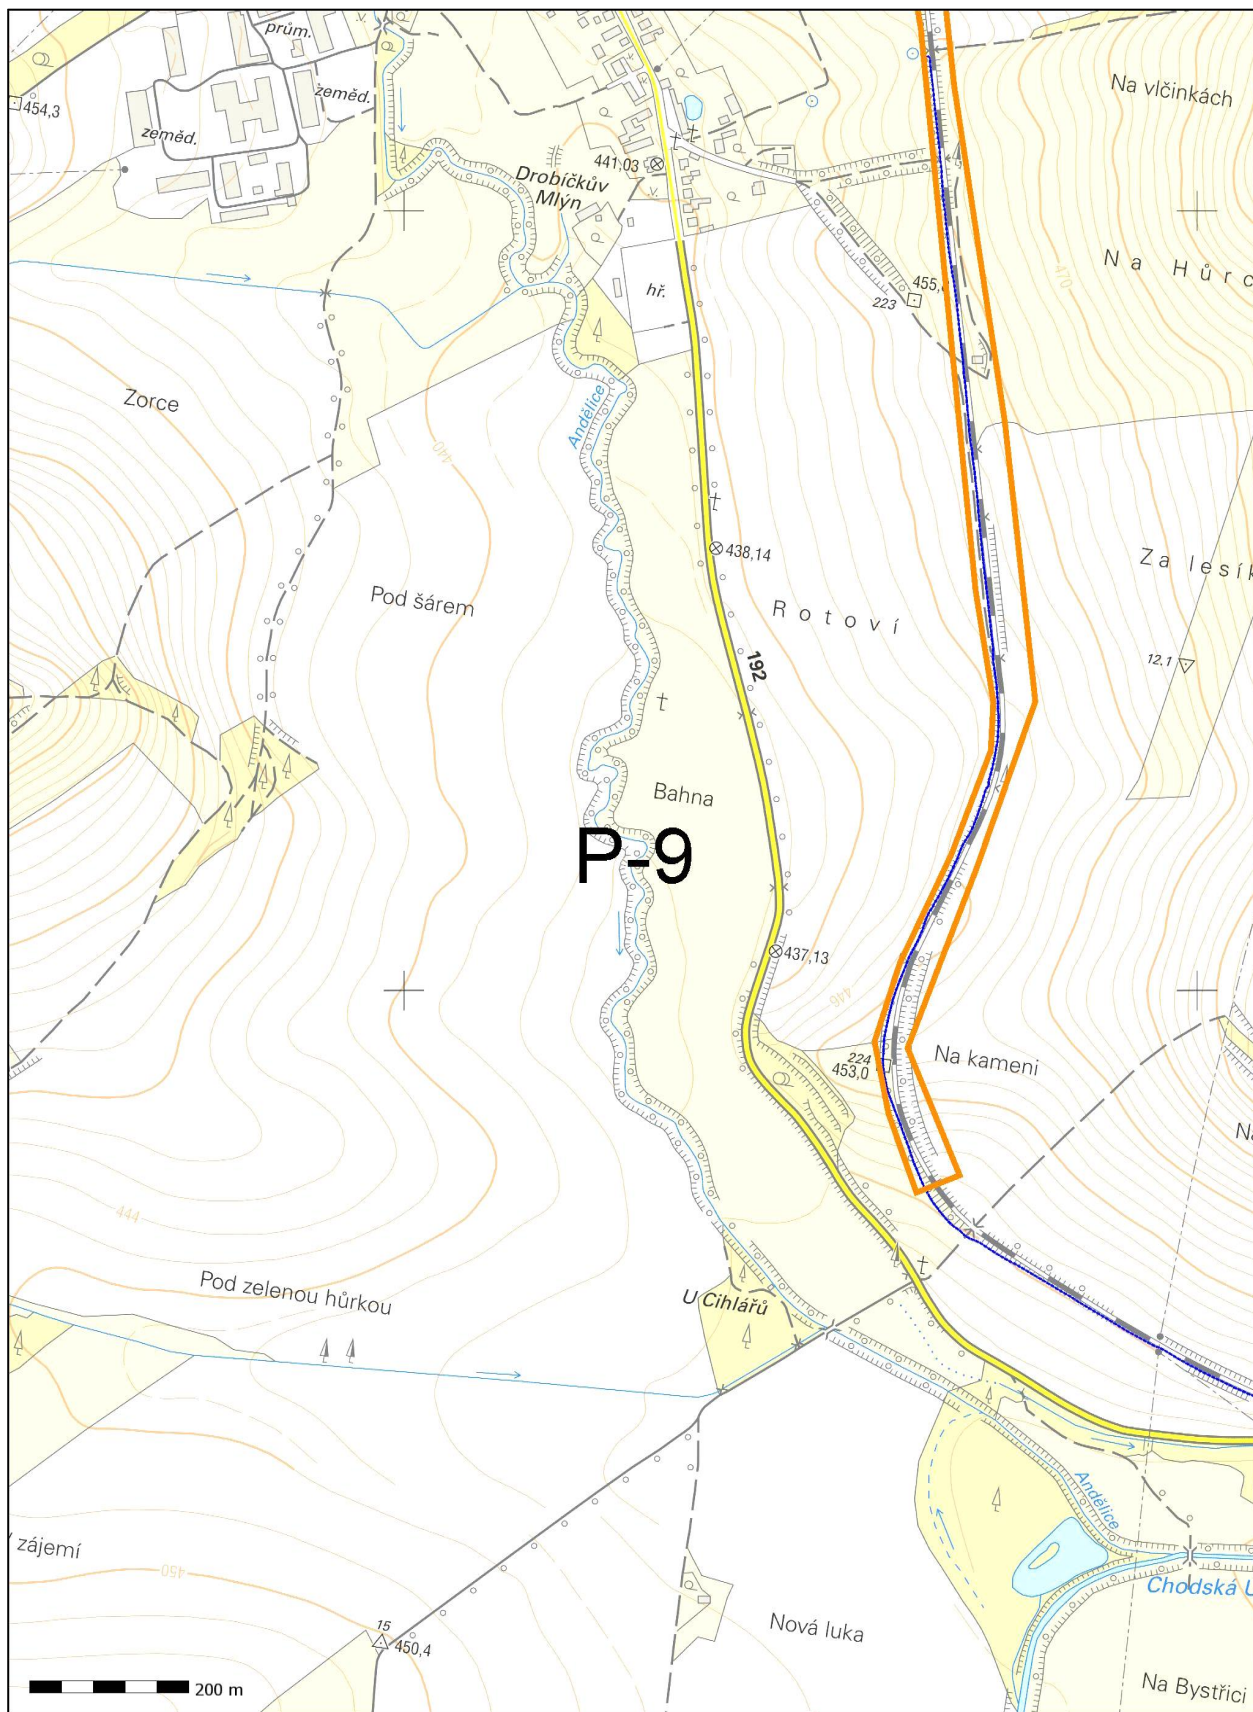 prům.
Na vlčinkách
454,3
zeměd.
zeměd.
441,03
Drobíčkův
Mlýn
Na Hůrc
470
hř.
455,
223
Zorce
Andělice
440
438,14
Za lesík
Pod šárem
Rotoví
192
12.1
Bahna
P-9
437,13
446
224
453,0
Na kameni
Na
444
Pod zelenou hůrkou
U Cihlářů
Andělice
zájemí
450
Chodská U
15
450,4
Nová luka
Na Bystřici
200 m